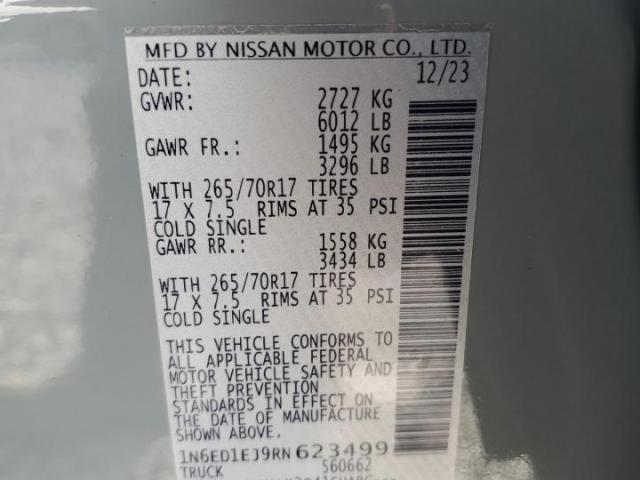 MFD BY NISSAN MOTOR CO., LTD.
DATE: 12/23
GVWR: 2727 KG
6012 LB
GAWR FR.: 1495 KG
3296 LB
WITH 265/70R17 TIRES
17 X 7.5 RIMS AT 35 PSI
COLD SINGLE
GAWR RR.: 1558 KG
3434 LB
WITH 265/70R17 TIRES
17 X 7.5 RIMS AT 35 PSI
COLD SINGLE
THIS VEHICLE CONFORMS TO
ALL APPLICABLE FEDERAL
MOTOR VEHICLE SAFETY AND
THEFT PREVENTION
STANDARDS IN EFFECT ON
THE DATE OF MANUFACTURE
SHOWN ABOVE.
1N6ED1EJ9RN 623499
TRUCK 560662